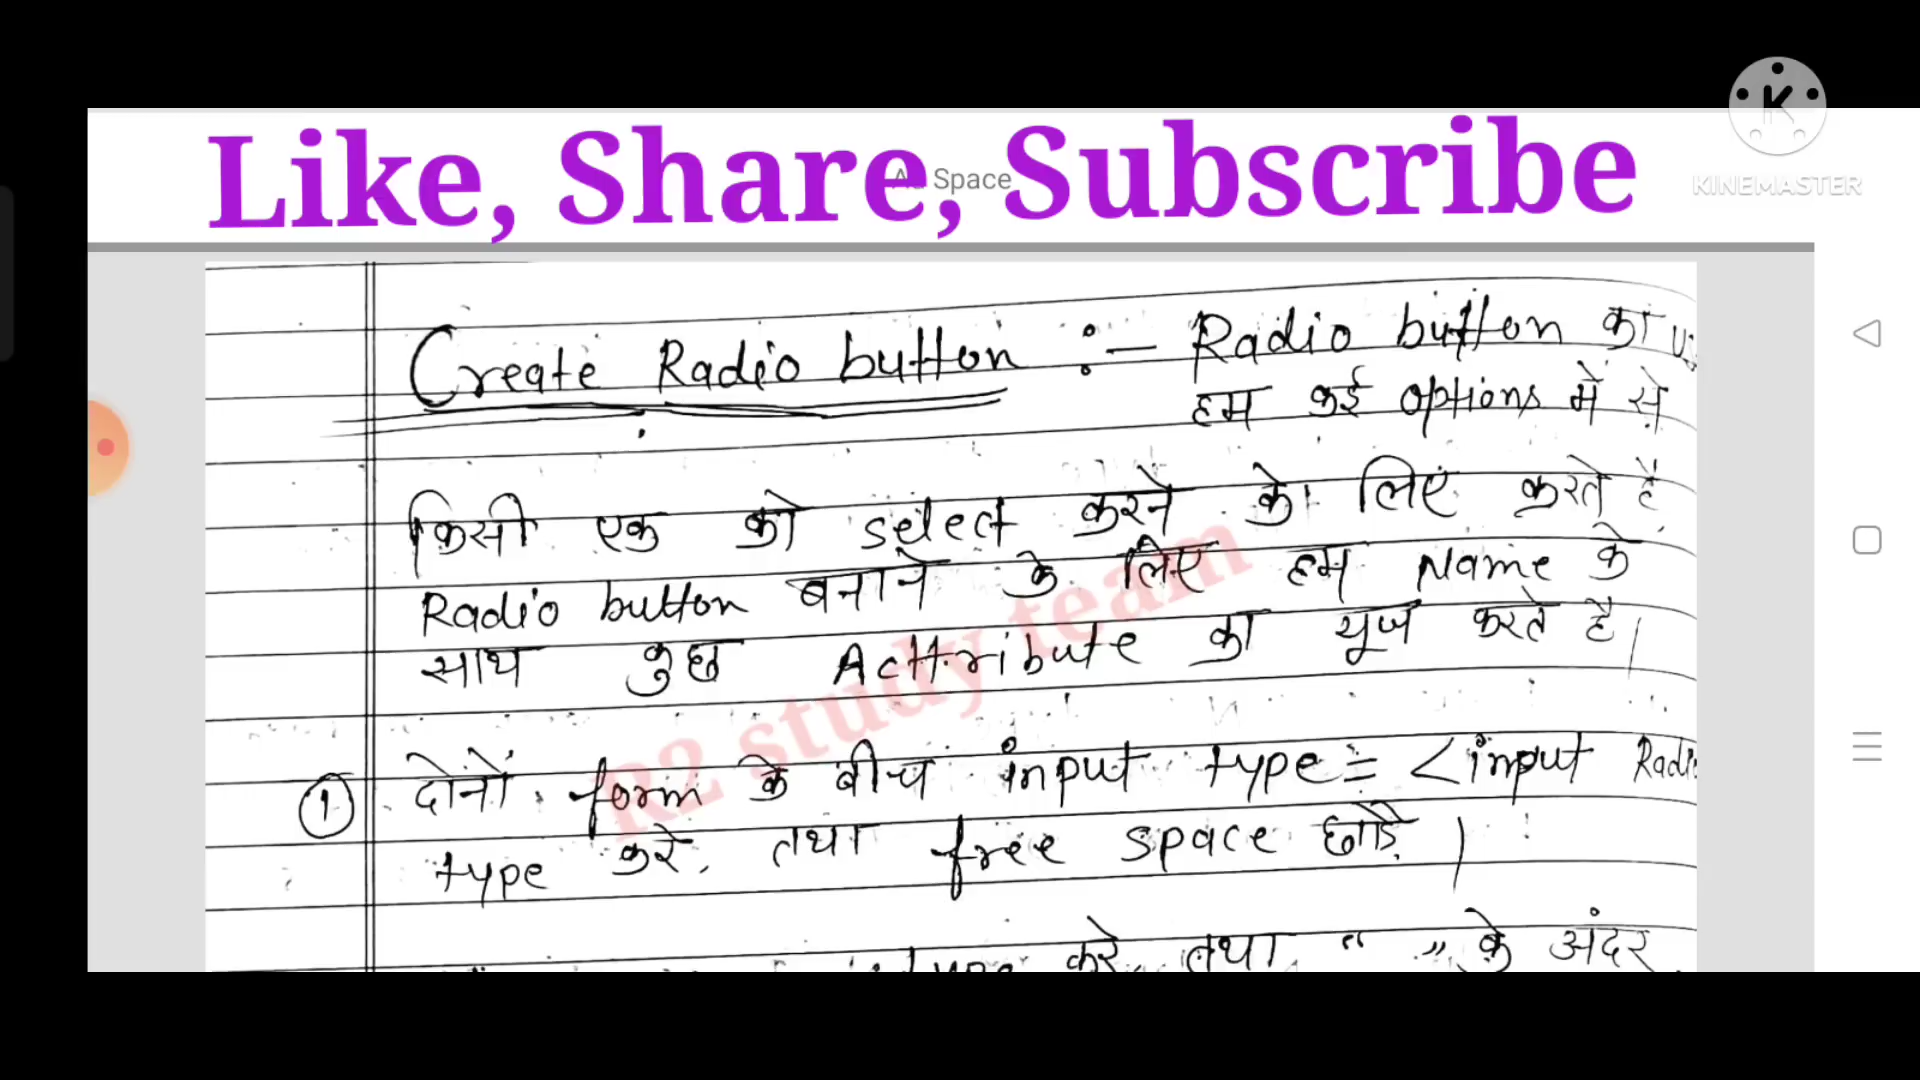 KINEMASTER
Like, Share, Subscribe
Space
Create Radio button :- Radio button का
हम कई options में से
किसी एक को select करने के लिए करते हैं
Radio button बनाने के लिए हम Name के
साथ कुछ Acttribute का यूज करते है।
R2 study team
① दोनों form के बीच input type = <input Radi
type करे, तथा free space छोड़े।
करे, तथा “ ” के अंदर